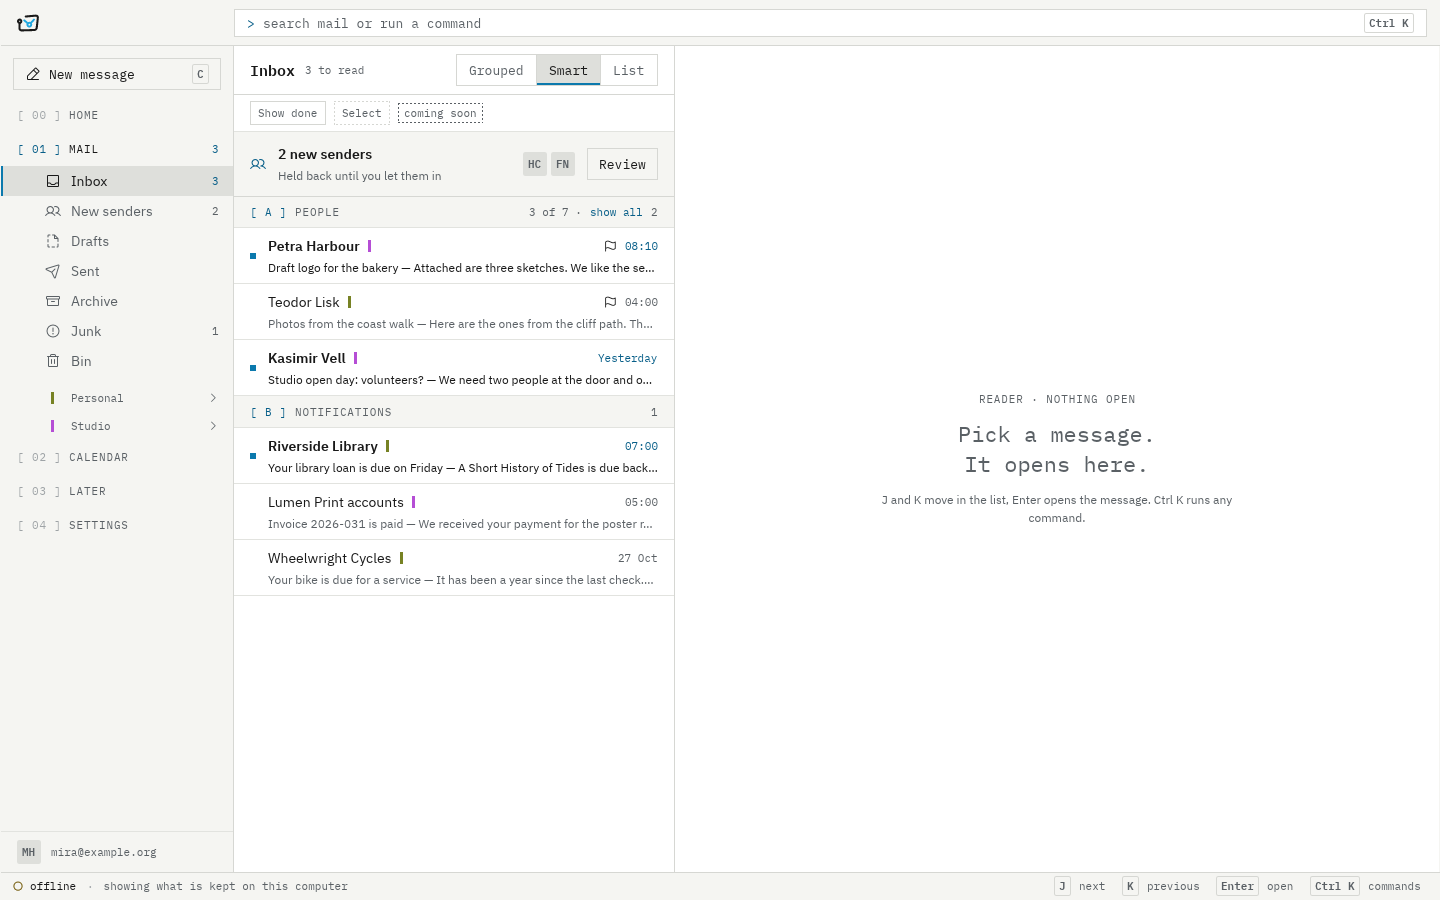 > search mail or run a command Ctrl K
New message C
[ 00 ] HOME
[ 01 ] MAIL 3
Inbox 3
New senders 2
Drafts
Sent
Archive
Junk 1
Bin
Personal
Studio
[ 02 ] CALENDAR
[ 03 ] LATER
[ 04 ] SETTINGS
MH mira@example.org
Inbox 3 to read Grouped Smart List
Show done Select coming soon
2 new senders
Held back until you let them in
HC FN Review
[ A ] PEOPLE 3 of 7 · show all 2
Petra Harbour 08:10
Draft logo for the bakery — Attached are three sketches. We like the se…
Teodor Lisk 04:00
Photos from the coast walk — Here are the ones from the cliff path. Th…
Kasimir Vell Yesterday
Studio open day: volunteers? — We need two people at the door and o…
[ B ] NOTIFICATIONS 1
Riverside Library 07:00
Your library loan is due on Friday — A Short History of Tides is due back…
Lumen Print accounts 05:00
Invoice 2026-031 is paid — We received your payment for the poster r…
Wheelwright Cycles 27 Oct
Your bike is due for a service — It has been a year since the last check.…
READER · NOTHING OPEN
Pick a message.
It opens here.
J and K move in the list, Enter opens the message. Ctrl K runs any
command.
offline · showing what is kept on this computer
J next K previous Enter open Ctrl K commands